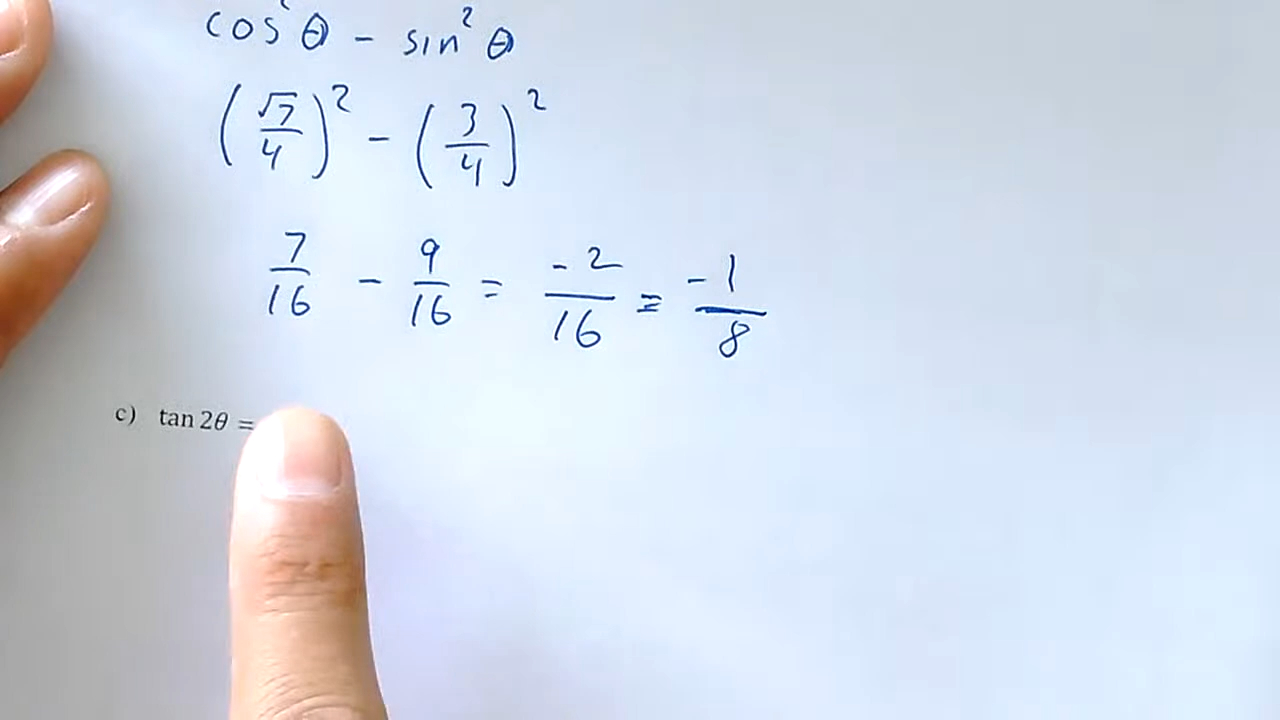 cos²θ - sin²θ
(√7/4)² - (3/4)²
7/16 - 9/16 = -2/16 = -1/8
c) tan 2θ =